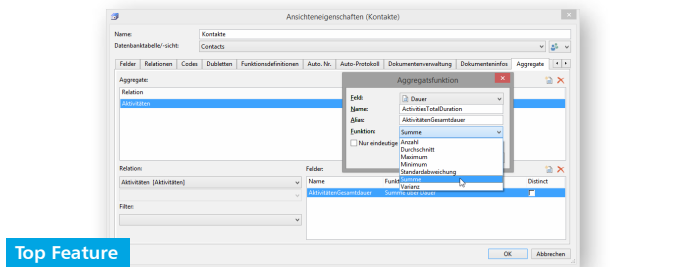 Ansichteneigenschaften (Kontakte)
Name:
Kontakte
Datenbanktabelle/-sicht:
Contacts
Felder Relationen Codes Dubletten Funktionsdefinitionen Auto. Nr. Auto-Protokoll Dokumentenverwaltung Dokumenteninfos Aggregate
Aggregate:
Relation
Aktivitäten
Aggregatsfunktion
Feld: Dauer
Name: ActivitiesTotalDuration
Alias: AktivitätenGesamtdauer
Funktion: Summe
Nur eindeutige
Anzahl
Durchschnitt
Maximum
Minimum
Standardabweichung
Summe
Varianz
Relation:
Aktivitäten [Aktivitäten]
Filter:
Felder:
Name Distinct
AktivitätenGesamtdauer Summe über Dauer
OK Abbrechen
Top Feature